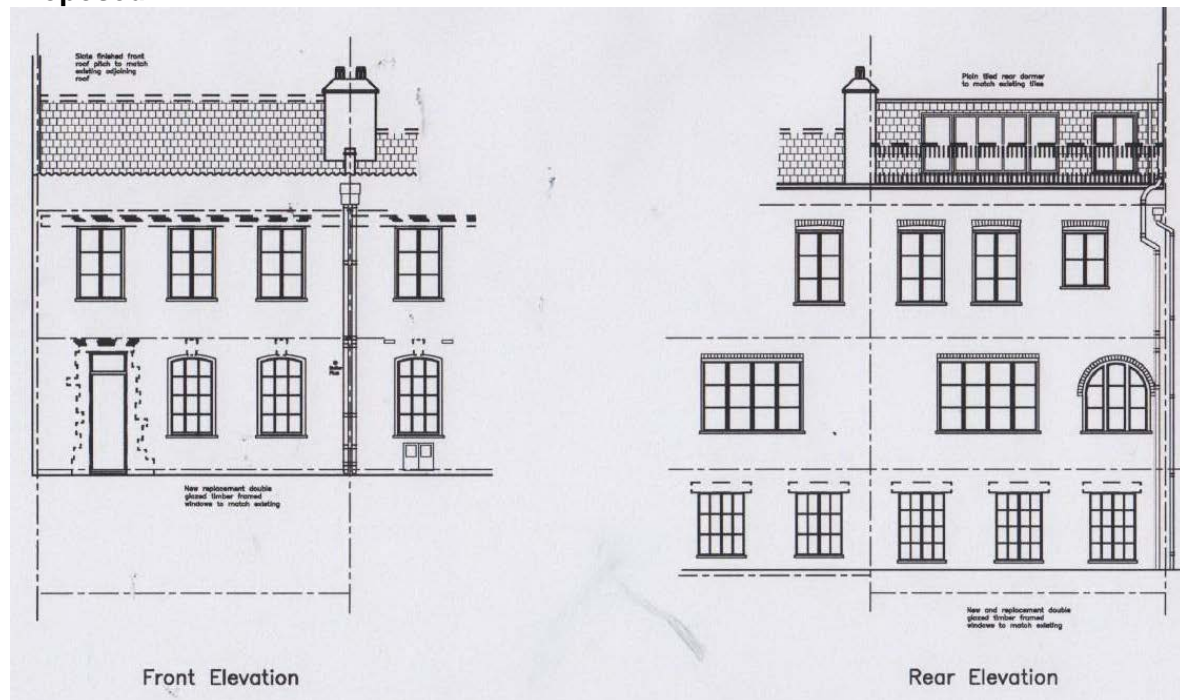 Slate finished front
roof pitch to match
existing adjoining
roof
Plain tiled rear dormer
to match existing tiles
New replacement double
glazed timber framed
windows to match existing
New and replacement double
glazed timber framed
windows to match existing
Front Elevation
Rear Elevation